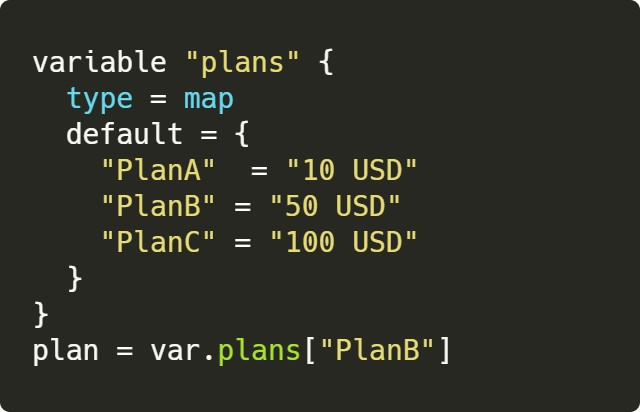 variable "plans" {
  type = map
  default = {
    "PlanA"  = "10 USD"
    "PlanB" = "50 USD"
    "PlanC" = "100 USD"
  }
}
plan = var.plans["PlanB"]